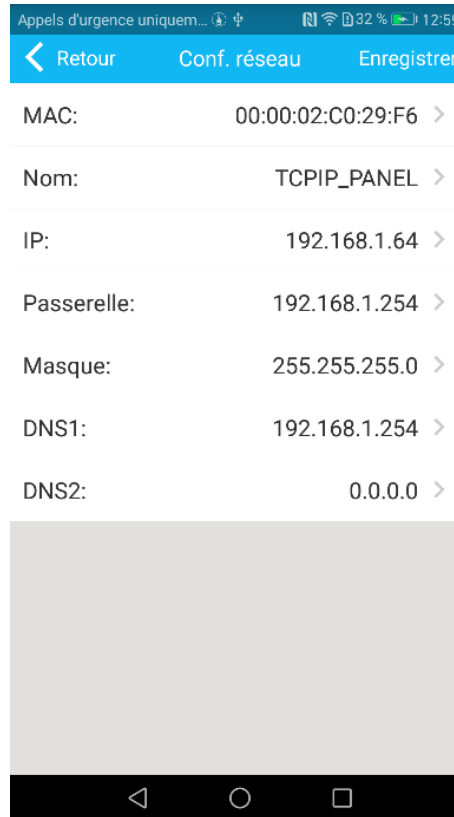 Appels d'urgence uniquem... 32 % 12:59
Retour Conf. réseau Enregistrer
MAC: 00:00:02:C0:29:F6
Nom: TCPIP_PANEL
IP: 192.168.1.64
Passerelle: 192.168.1.254
Masque: 255.255.255.0
DNS1: 192.168.1.254
DNS2: 0.0.0.0